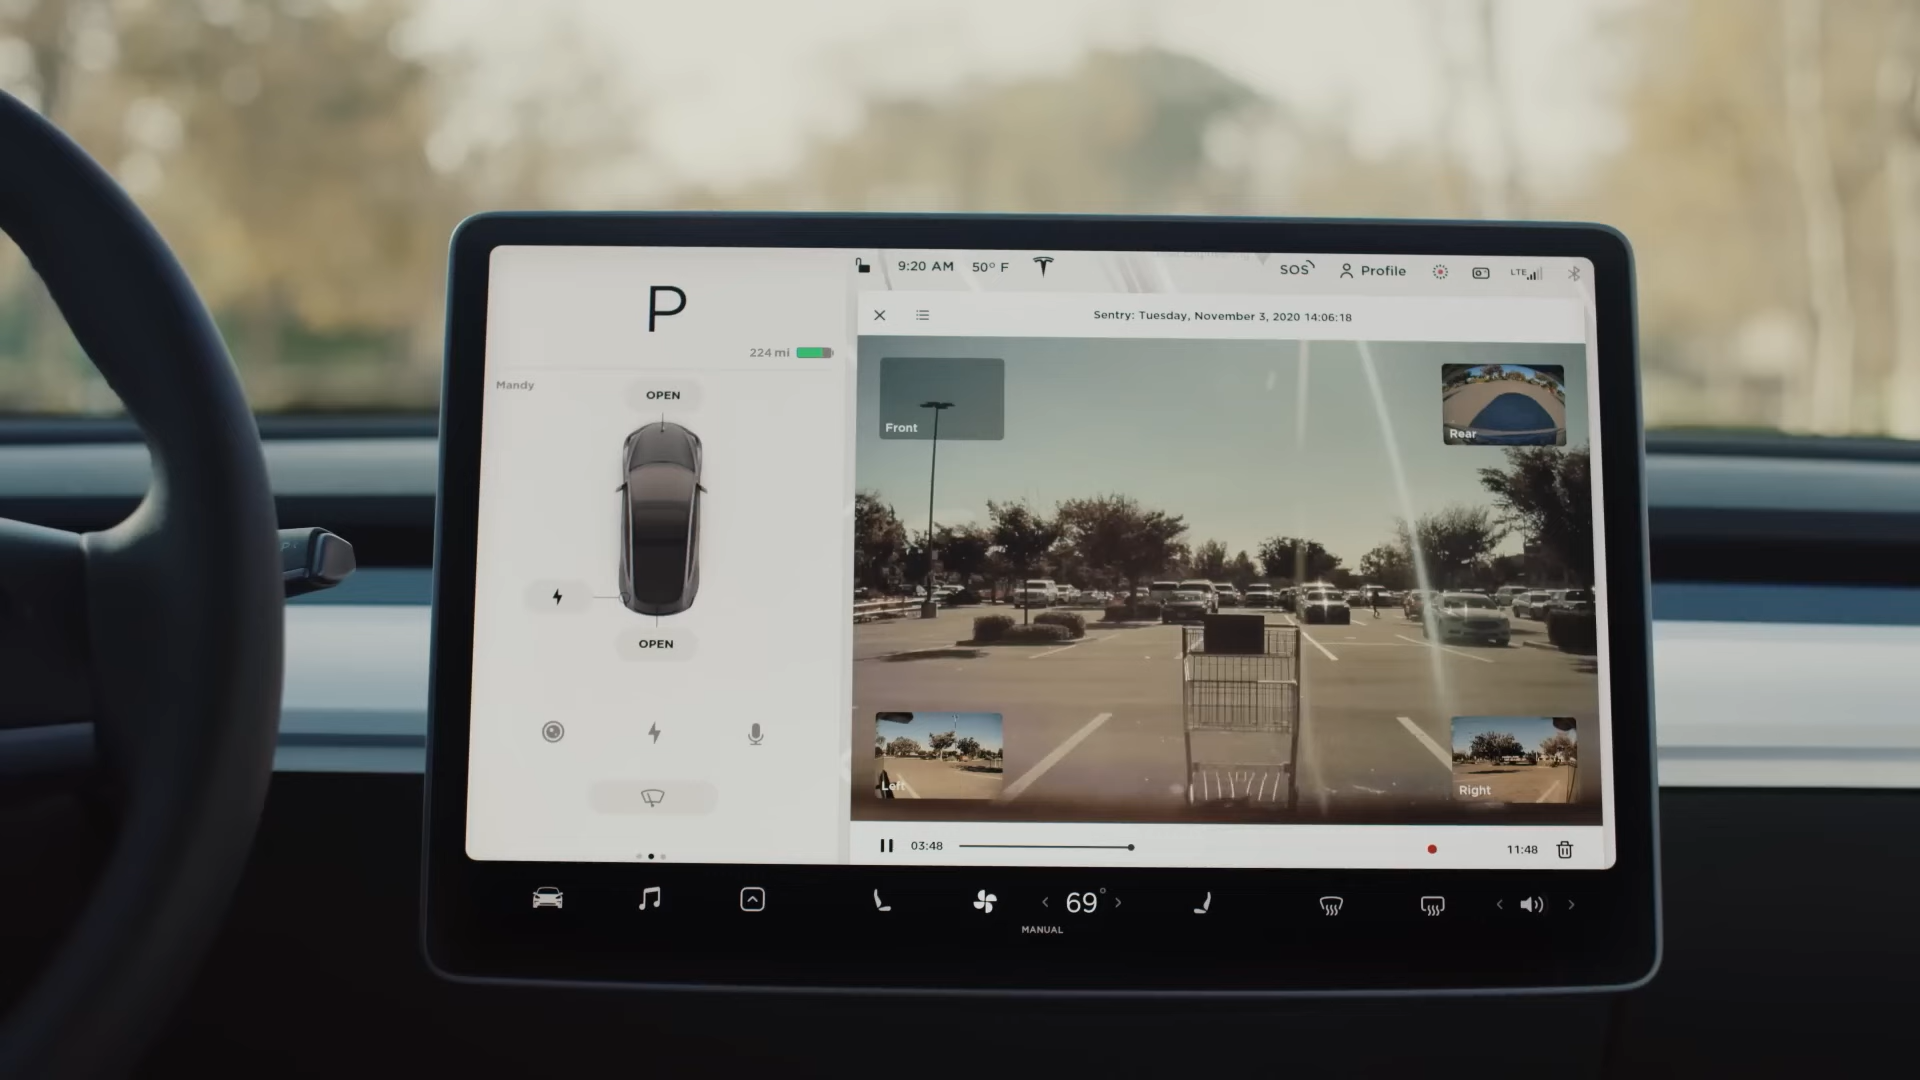 P
224 mi
Mandy
OPEN
OPEN
9:20 AM 50° F SOS Profile LTE
Sentry: Tuesday, November 3, 2020 14:06:18
Front
Rear
Left
Right
03:48 11:48
69°
MANUAL